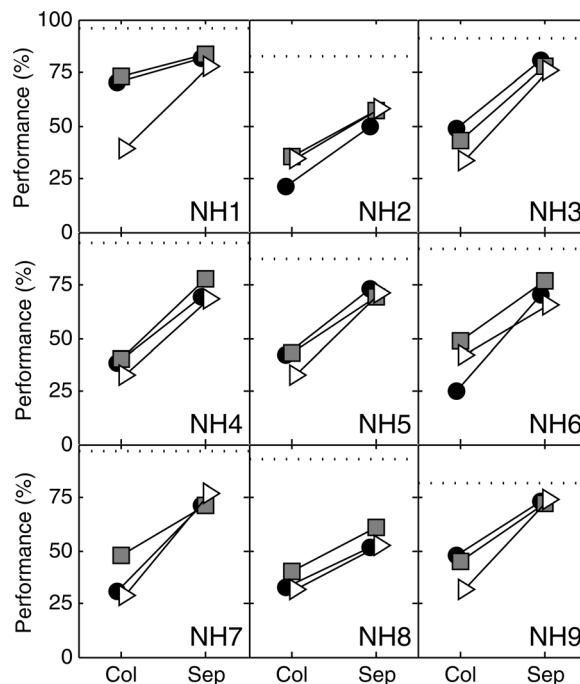 100
75
50
25
0
Performance (%)
NH1
NH2
NH3
75
50
25
0
Performance (%)
NH4
NH5
NH6
75
50
25
0
Performance (%)
NH7
NH8
NH9
Col Sep Col Sep Col Sep